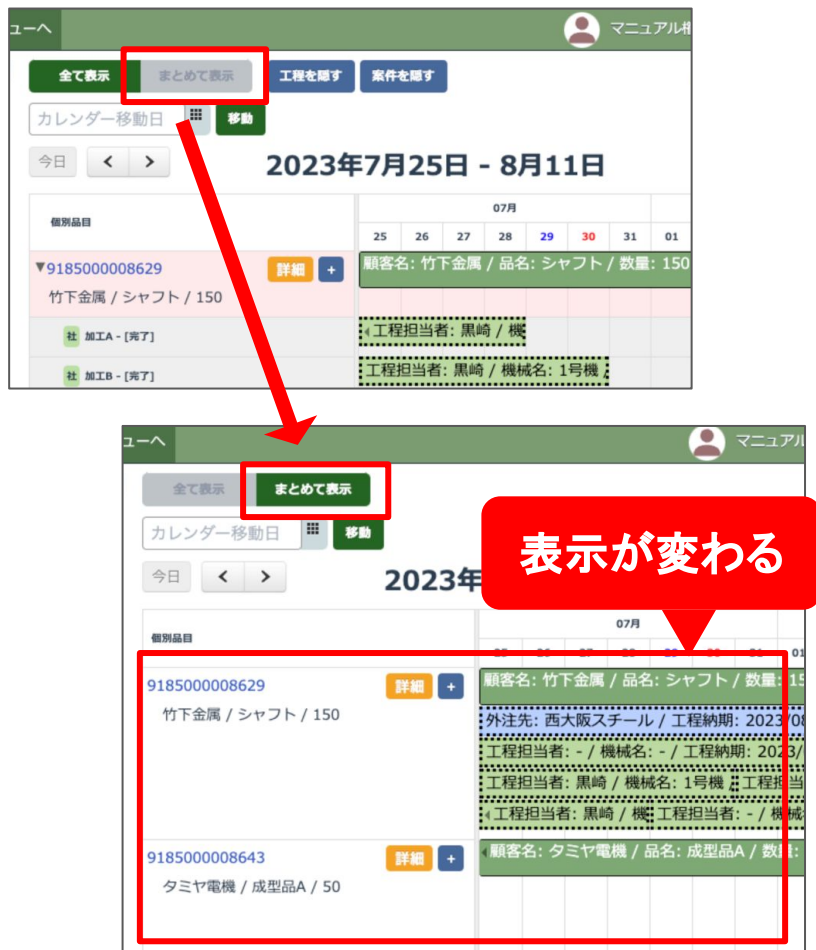 ューへ マニュアル権
全て表示 まとめて表示 工程を隠す 案件を隠す
カレンダー移動日 移動
今日 < > 2023年7月25日 - 8月11日
個別品目 07月
25 26 27 28 29 30 31 01
▼9185000008629 詳細 + 顧客名: 竹下金属 / 品名: シャフト / 数量: 150
竹下金属 / シャフト / 150
社 加工A - [完了] 工程担当者: 黒崎 / 機
社 加工B - [完了] 工程担当者: 黒崎 / 機械名: 1号機 /
ューへ マニュアル
全て表示 まとめて表示
カレンダー移動日 移動
表示が変わる
今日 < > 2023年
個別品目 07月
01
9185000008629 詳細 + 顧客名: 竹下金属 / 品名: シャフト / 数量: 15
竹下金属 / シャフト / 150 外注先: 西大阪スチール / 工程納期: 2023/08
工程担当者: - / 機械名: - / 工程納期: 2023/
工程担当者: 黒崎 / 機械名: 1号機 / 工程担当
工程担当者: 黒崎 / 機 工程担当者: - / 機械
9185000008643 詳細 + 顧客名: タミヤ電機 / 品名: 成型品A / 数量:
タミヤ電機 / 成型品A / 50